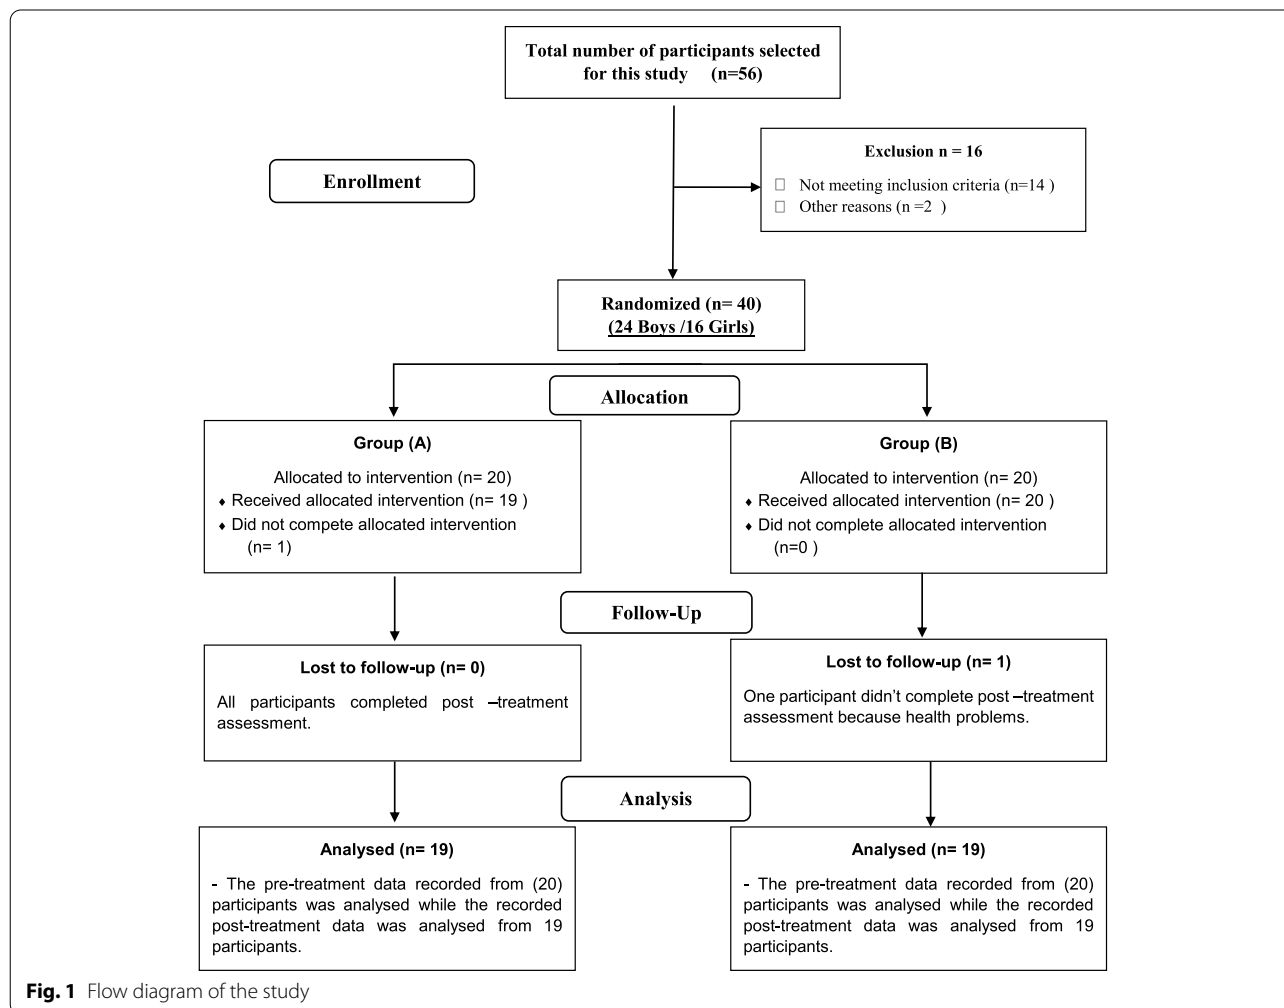 Total number of participants selected
for this study (n=56)
Exclusion n = 16
Not meeting inclusion criteria (n=14 )
Other reasons (n =2 )
Enrollment
Randomized (n= 40)
(24 Boys /16 Girls)
Allocation
Group (A)
Allocated to intervention (n= 20)
♦ Received allocated intervention (n= 19 )
♦ Did not compete allocated intervention
(n= 1)
Group (B)
Allocated to intervention (n= 20)
♦ Received allocated intervention (n= 20 )
♦ Did not complete allocated intervention
(n=0 )
Follow-Up
Lost to follow-up (n= 0)
All participants completed post –treatment
assessment.
Lost to follow-up (n= 1)
One participant didn’t complete post –treatment
assessment because health problems.
Analysis
Analysed (n= 19)
- The pre-treatment data recorded from (20)
participants was analysed while the recorded
post-treatment data was analysed from 19
participants.
Analysed (n= 19)
- The pre-treatment data recorded from (20)
participants was analysed while the recorded
post-treatment data was analysed from 19
participants.
Fig. 1 Flow diagram of the study